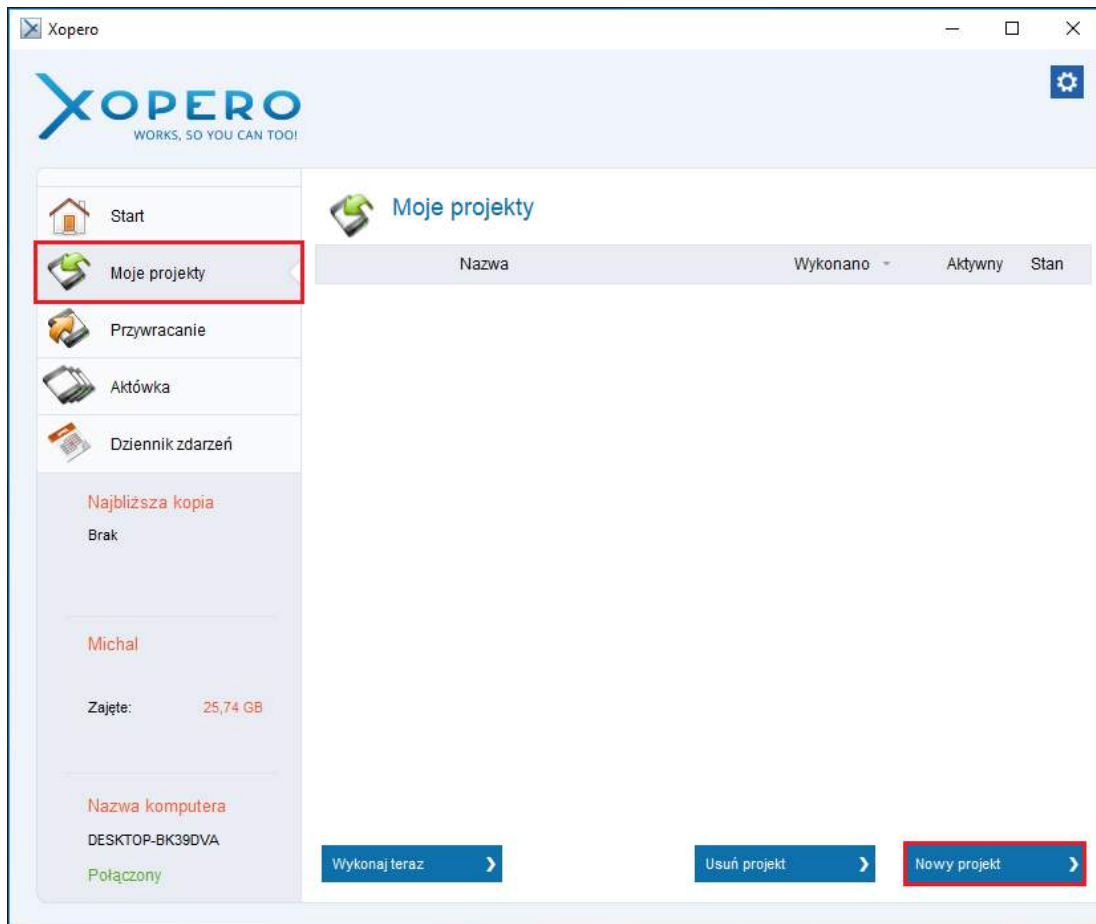 Xopero
XOPERO
WORKS, SO YOU CAN TOO!
Start
Moje projekty
Przywracanie
Aktówka
Dziennik zdarzeń
Najbliższa kopia
Brak
Michal
Zajęte: 25,74 GB
Nazwa komputera
DESKTOP-BK39DVA
Połączony
Moje projekty
Nazwa Wykonano Aktywny Stan
Wykonaj teraz Usuń projekt Nowy projekt